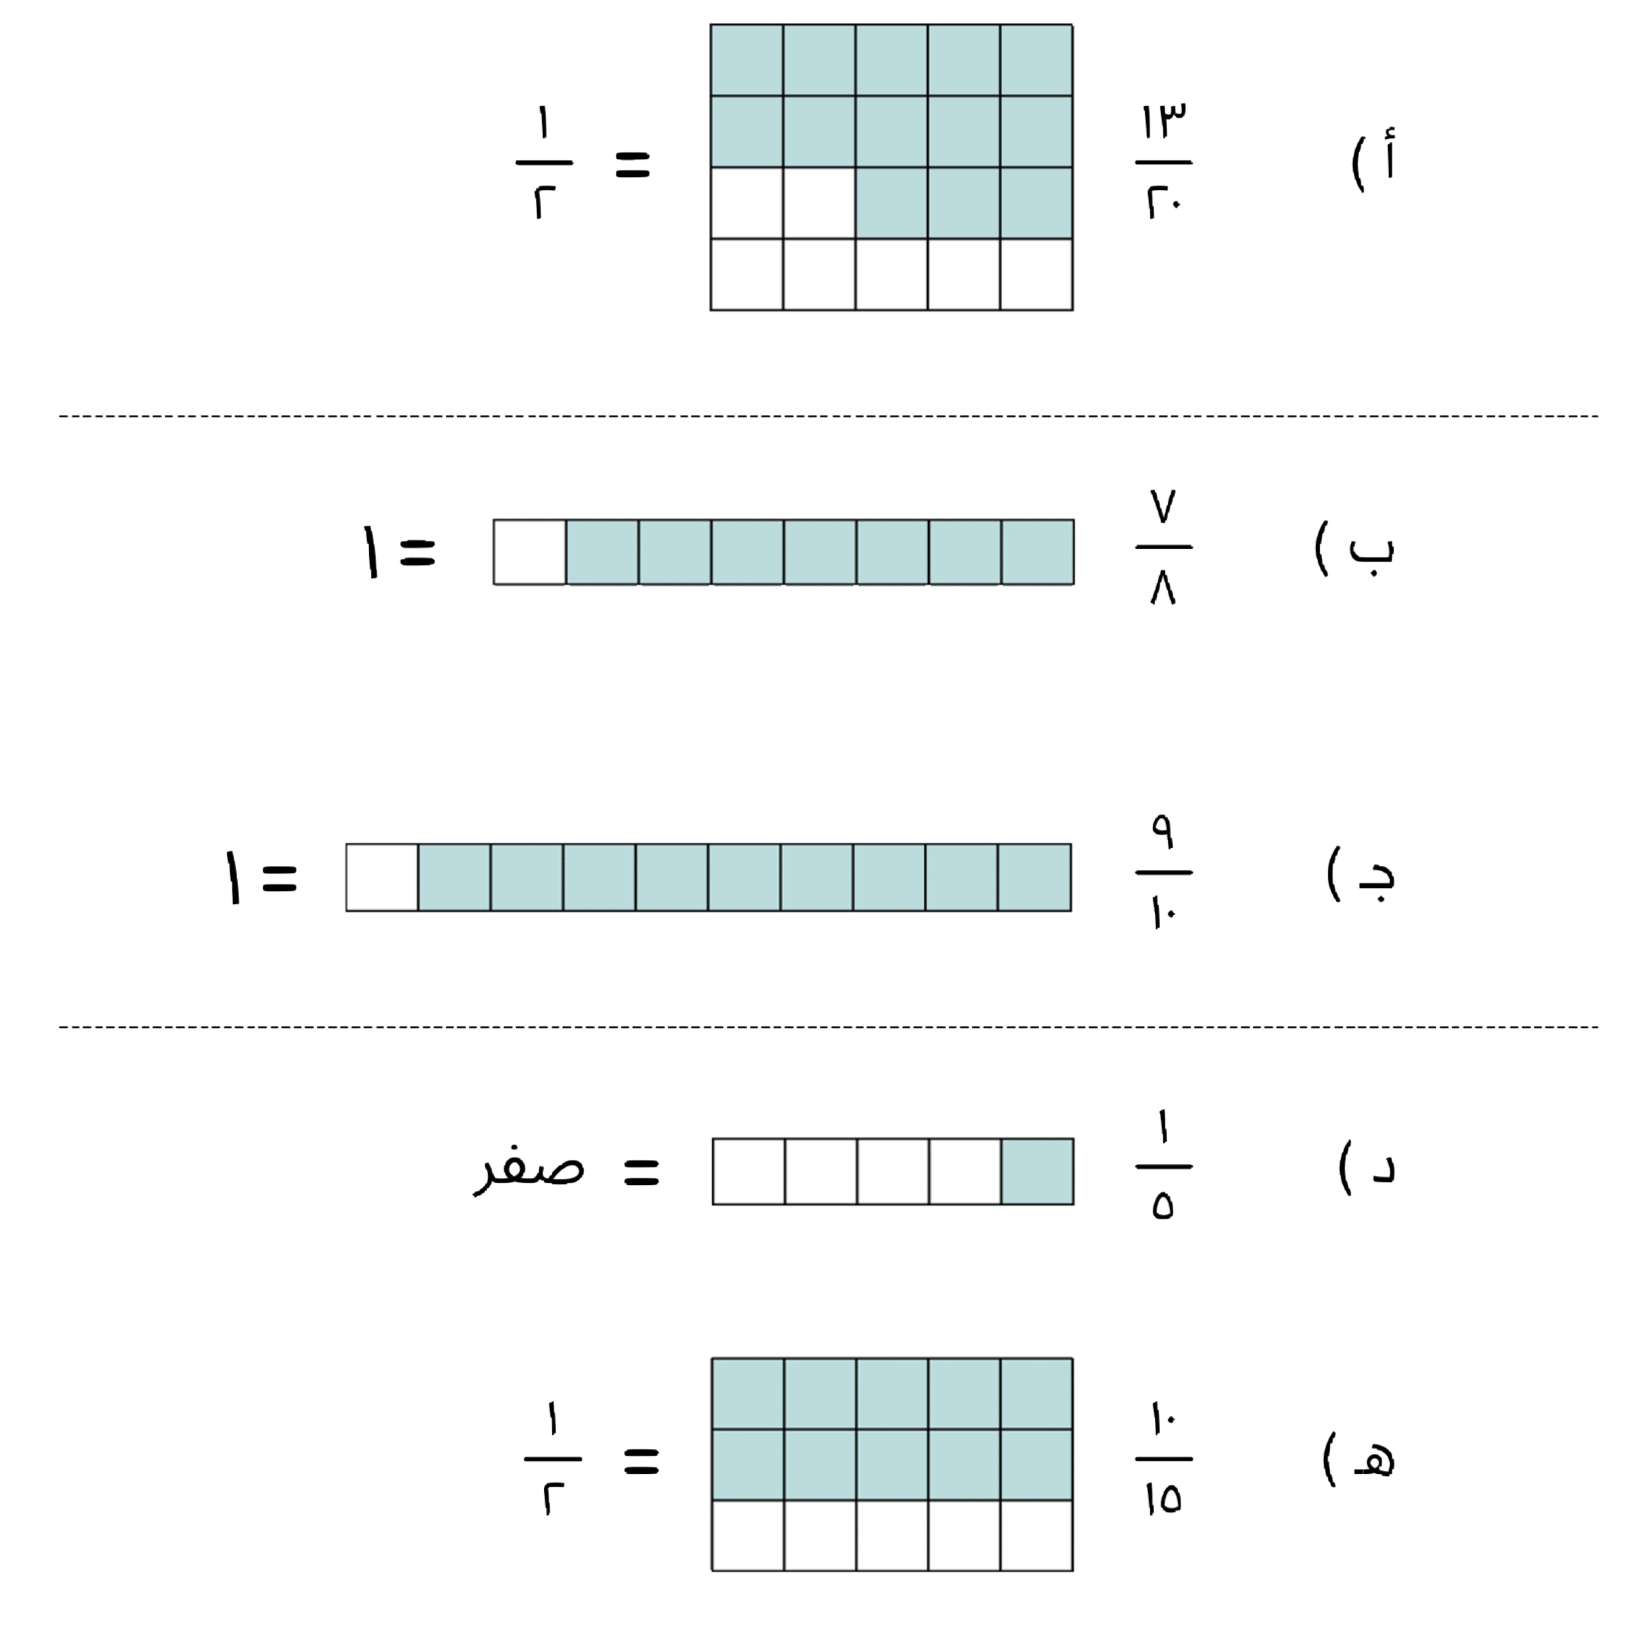 أ) ١٣/٢٠ = ١/٢
ب) ٧/٨ = ١
جـ) ٩/١٠ = ١
د) ١/٥ = صفر
هـ) ١٠/١٥ = ١/٢